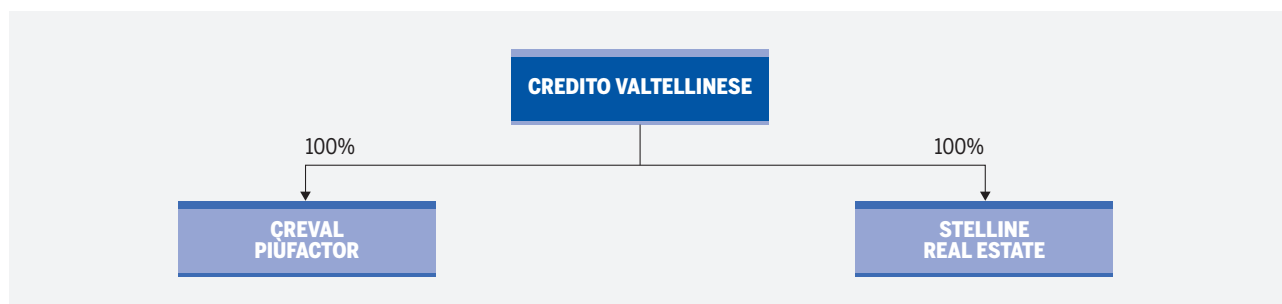 CREDITO VALTELLINESE
100%
100%
CREVAL
PIÙFACTOR
STELLINE
REAL ESTATE